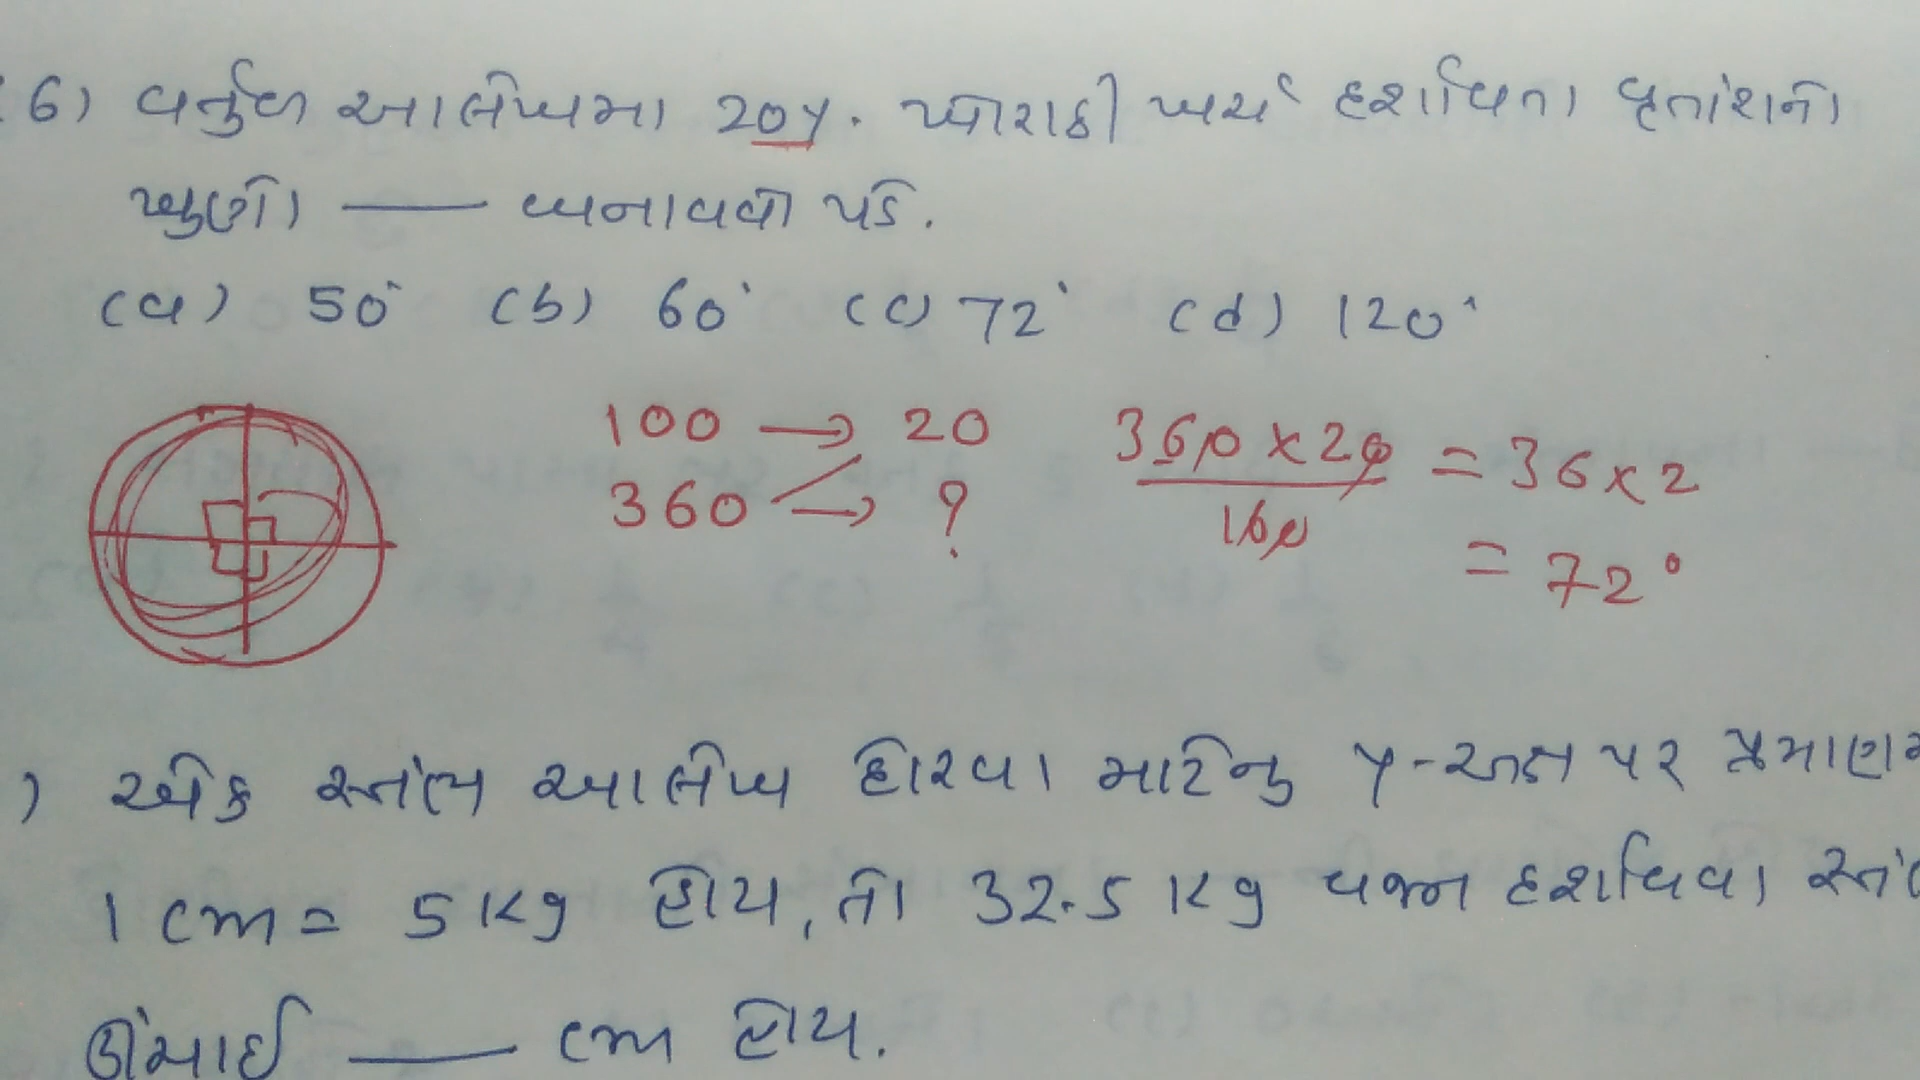 6) વર્તુળ આલેખમા 20%. ખોરાકી ખર્ચ દર્શાવતા વૃતાંશનો
ખુણો — બનાવવો પડે.
(a) 50° (b) 60° (c) 72° (d) 120°
100 → 20
360 → ?
360 x 20 = 36 x 2
100
= 72°
) એક સ્તંભ આલેખ દોરવા માટેનુ Y-અક્ષ પર પ્રમાણમ
1 cm = 5 Kg હોય, તો 32.5 Kg વજન દર્શાવવા સ્તં
ઊંચાઈ — cm હોય.